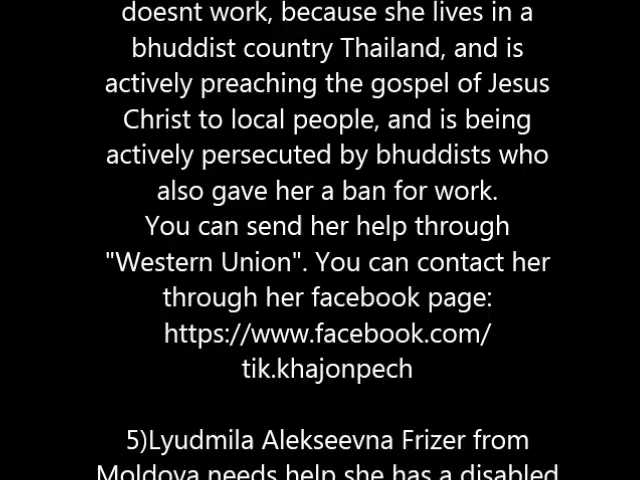 doesnt work, because she lives in a
bhuddist country Thailand, and is
actively preaching the gospel of Jesus
Christ to local people, and is being
actively persecuted by bhuddists who
also gave her a ban for work.
You can send her help through
"Western Union". You can contact her
through her facebook page:
https://www.facebook.com/
tik.khajonpech
5)Lyudmila Alekseevna Frizer from
Moldova needs help she has a disabled